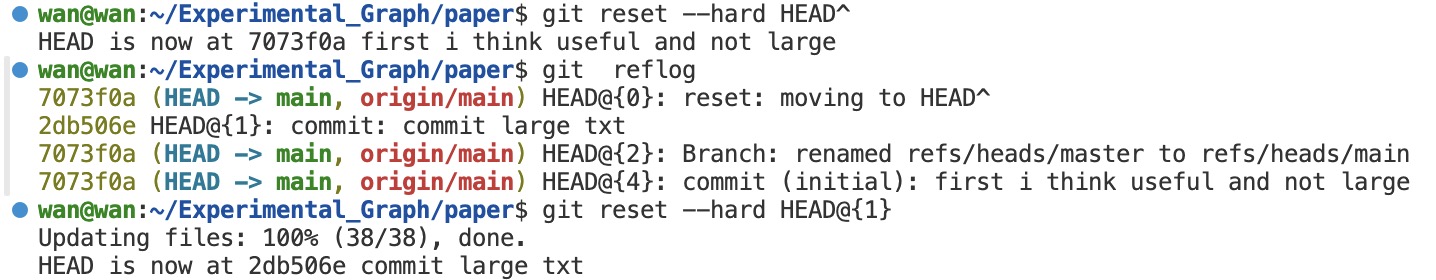 wan@wan:~/Experimental_Graph/paper$ git reset --hard HEAD^
HEAD is now at 7073f0a first i think useful and not large
wan@wan:~/Experimental_Graph/paper$ git  reflog
7073f0a (HEAD -> main, origin/main) HEAD@{0}: reset: moving to HEAD^
2db506e HEAD@{1}: commit: commit large txt
7073f0a (HEAD -> main, origin/main) HEAD@{2}: Branch: renamed refs/heads/master to refs/heads/main
7073f0a (HEAD -> main, origin/main) HEAD@{4}: commit (initial): first i think useful and not large
wan@wan:~/Experimental_Graph/paper$ git reset --hard HEAD@{1}
Updating files: 100% (38/38), done.
HEAD is now at 2db506e commit large txt